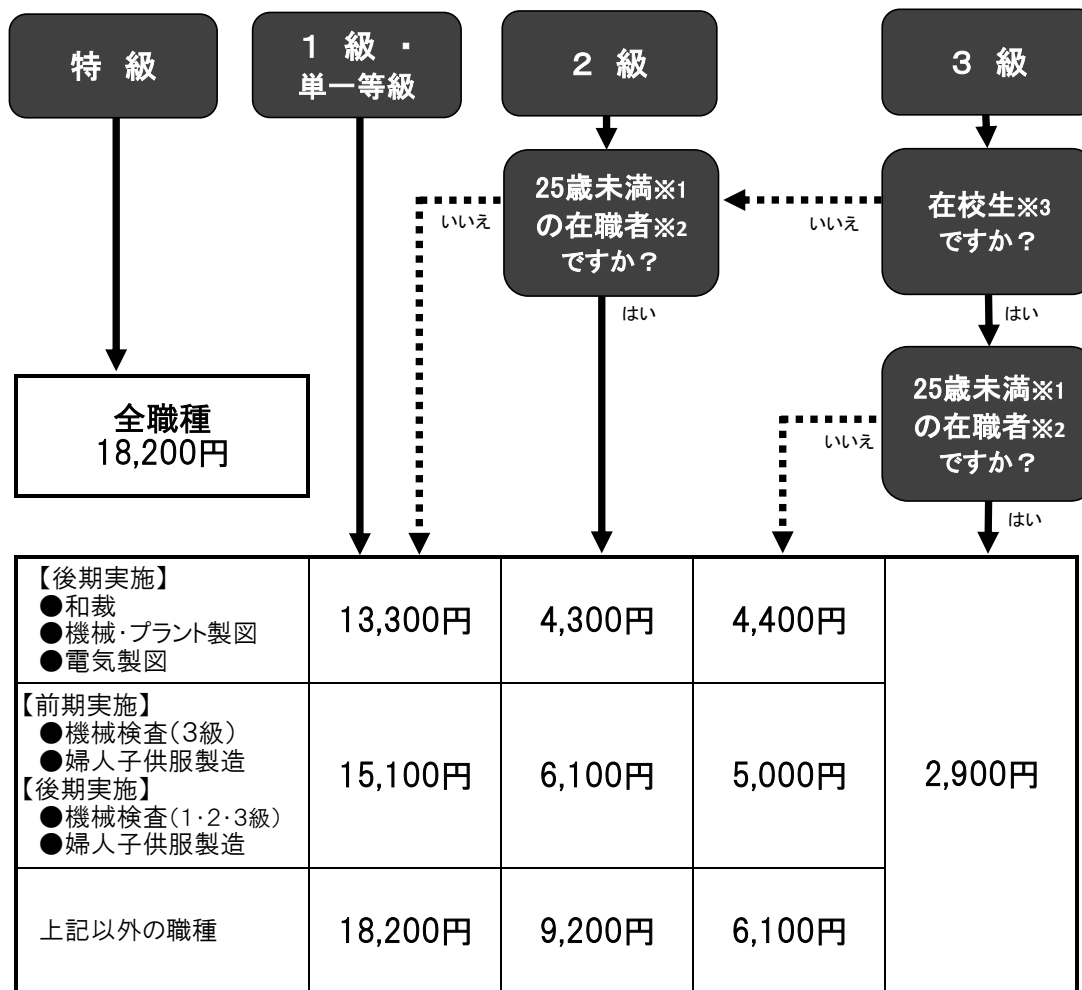 特 級
１ 級 ・
単一等級
２ 級
３ 級
25歳未満※1
の在職者※2
ですか？
在校生※3
ですか？
いいえ
いいえ
はい
はい
25歳未満※1
の在職者※2
ですか？
いいえ
はい
全職種
18,200円
【後期実施】
●和裁
●機械・プラント製図
●電気製図
13,300円
4,300円
4,400円
【前期実施】
●機械検査（３級）
●婦人子供服製造
【後期実施】
●機械検査（1・2・3級）
●婦人子供服製造
15,100円
6,100円
5,000円
2,900円
上記以外の職種
18,200円
9,200円
6,100円